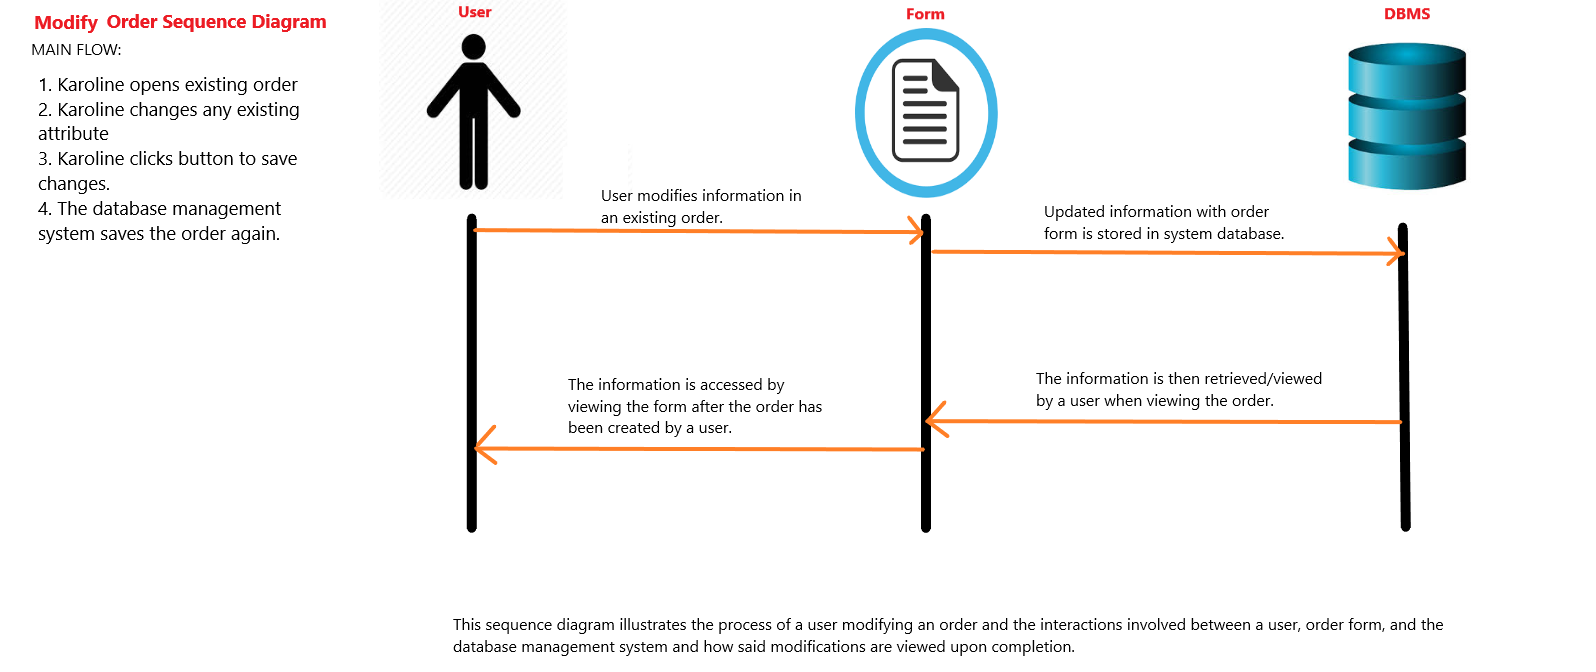 Modify Order Sequence Diagram
MAIN FLOW:
1. Karoline opens existing order
2. Karoline changes any existing
attribute
3. Karoline clicks button to save
changes.
4. The database management
system saves the order again.
User
Form
DBMS
User modifies information in
an existing order.
Updated information with order
form is stored in system database.
The information is accessed by
viewing the form after the order has
been created by a user.
The information is then retrieved/viewed
by a user when viewing the order.
This sequence diagram illustrates the process of a user modifying an order and the interactions involved between a user, order form, and the
database management system and how said modifications are viewed upon completion.